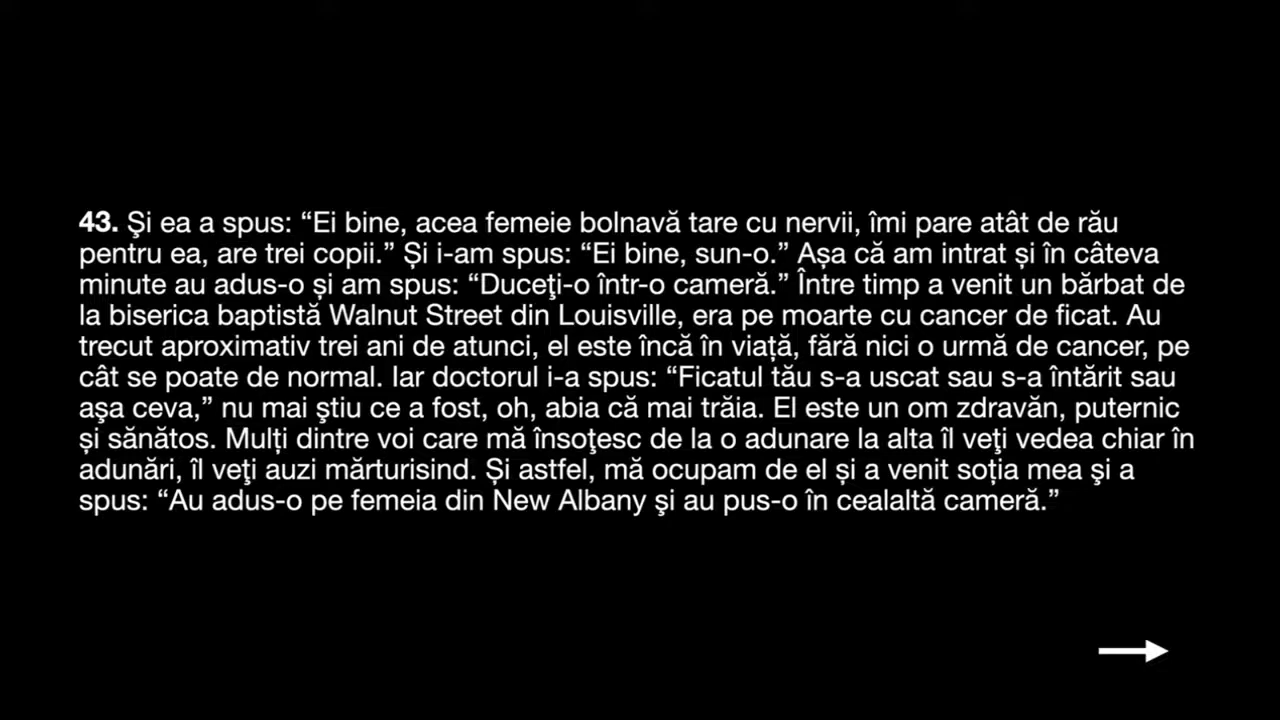 43. Şi ea a spus: “Ei bine, acea femeie bolnavă tare cu nervii, îmi pare atât de rău
pentru ea, are trei copii.” Și i-am spus: “Ei bine, sun-o.” Așa că am intrat și în câteva
minute au adus-o și am spus: “Duceţi-o într-o cameră.” Între timp a venit un bărbat de
la biserica baptistă Walnut Street din Louisville, era pe moarte cu cancer de ficat. Au
trecut aproximativ trei ani de atunci, el este încă în viață, fără nici o urmă de cancer, pe
cât se poate de normal. Iar doctorul i-a spus: “Ficatul tău s-a uscat sau s-a întărit sau
aşa ceva,” nu mai ştiu ce a fost, oh, abia că mai trăia. El este un om zdravăn, puternic
și sănătos. Mulți dintre voi care mă însoţesc de la o adunare la alta îl veţi vedea chiar în
adunări, îl veţi auzi mărturisind. Și astfel, mă ocupam de el și a venit soția mea şi a
spus: “Au adus-o pe femeia din New Albany şi au pus-o în cealaltă cameră.”